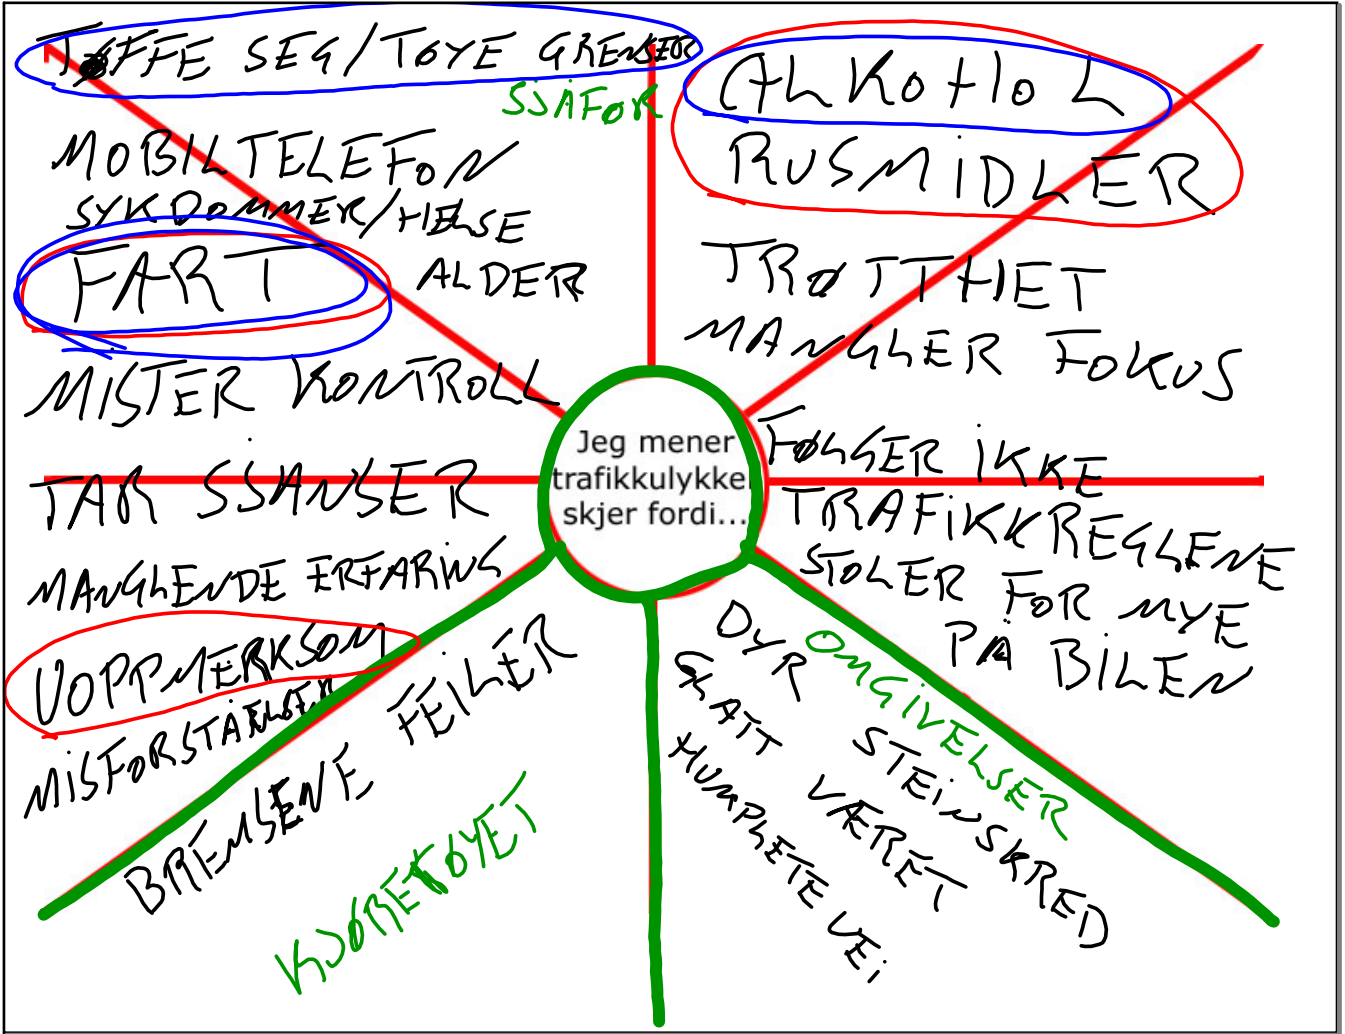 TØFFE SEG/TØYE GRENSER
SJÅFØR
MOBILTELEFON
SYKDOMMER/HELSE
FART
ALDER
MISTER KONTROLL
TAR SJANSER
MANGLENDE ERFARING
UOPPMERKSOM
MISFORSTÅELSER
ALKOHOL
RUSMIDLER
TRØTTHET
MANGLER FOKUS
FØLGER IKKE
TRAFIKKREGLENE
STOLER FOR MYE
PÅ BILEN
Jeg mener
trafikkulykker
skjer fordi...
BREMSENE FEILER
KJØRETØYET
DYR
OMGIVELSER
STEINSKRED
GLATT VÆRET
HUMPLETE VEI